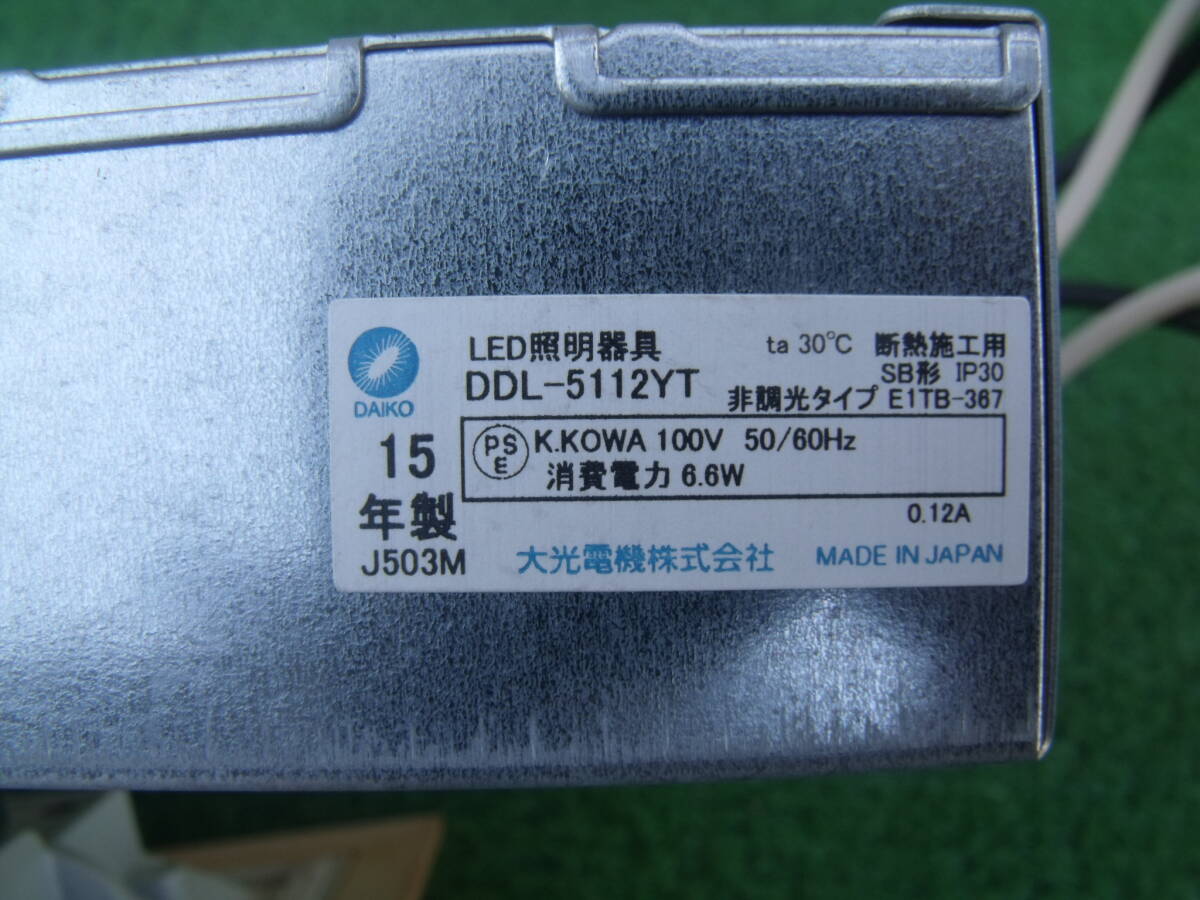 DAIKO
LED照明器具
DDL-5112YT
ta 30℃ 断熱施工用
SB形 IP30
非調光タイプ E1TB-367
15
年製
J503M
PS
E
K.KOWA 100V 50/60Hz
消費電力 6.6W
0.12A
大光電機株式会社
MADE IN JAPAN